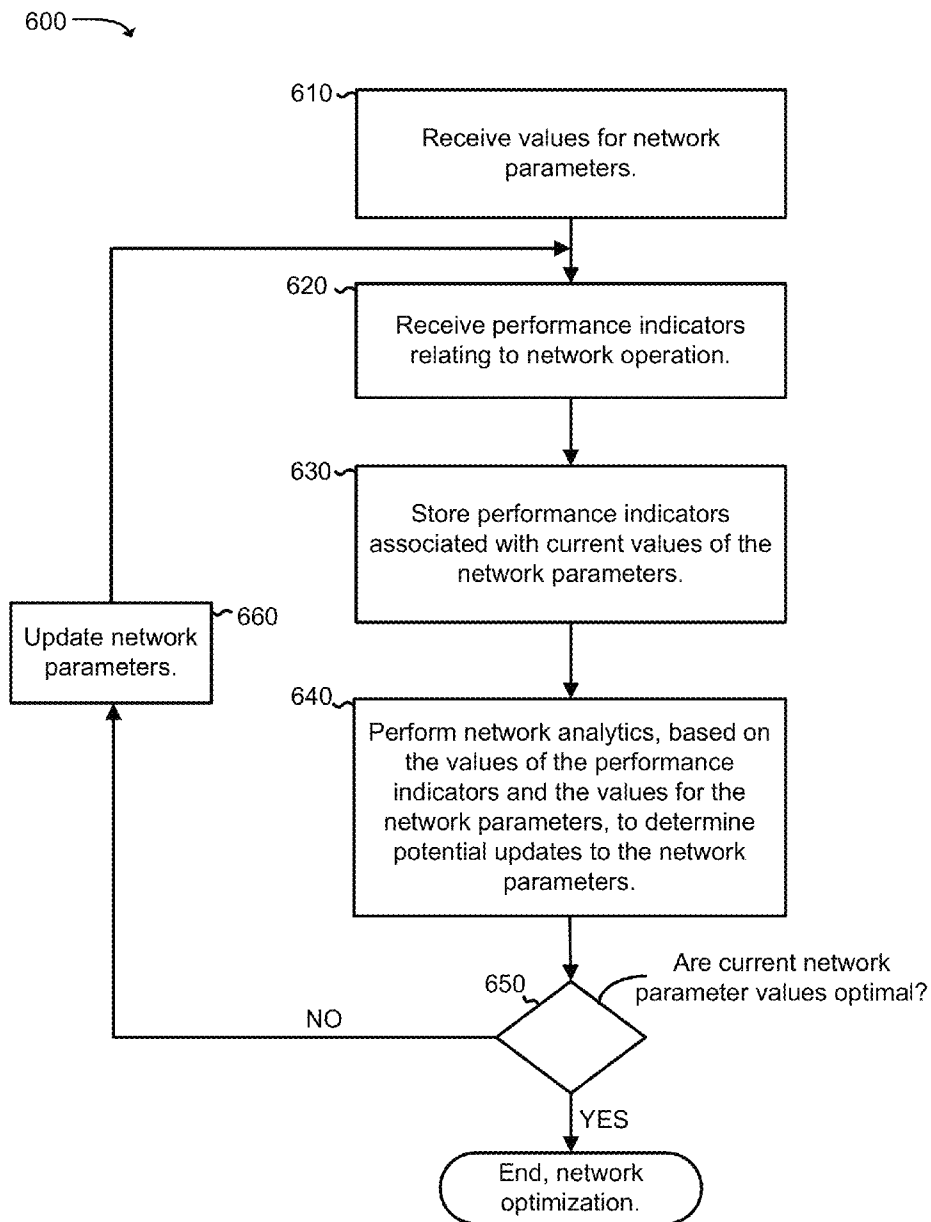 600
610
Receive values for network
parameters.
620
Receive performance indicators
relating to network operation.
630
Store performance indicators
associated with current values of the
network parameters.
660
Update network
parameters.
640
Perform network analytics, based on
the values of the performance
indicators and the values for the
network parameters, to determine
potential updates to the network
parameters.
650
Are current network
parameter values optimal?
NO
YES
End, network
optimization.